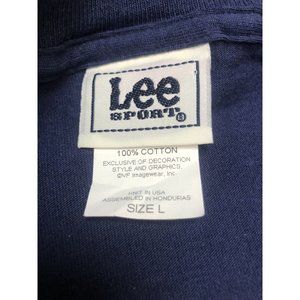 Lee
SPORT®
100% COTTON
EXCLUSIVE OF DECORATION
STYLE AND GRAPHICS.
©VF Imagewear, Inc.
KNIT IN USA
ASSEMBLED IN HONDURAS
SIZE L